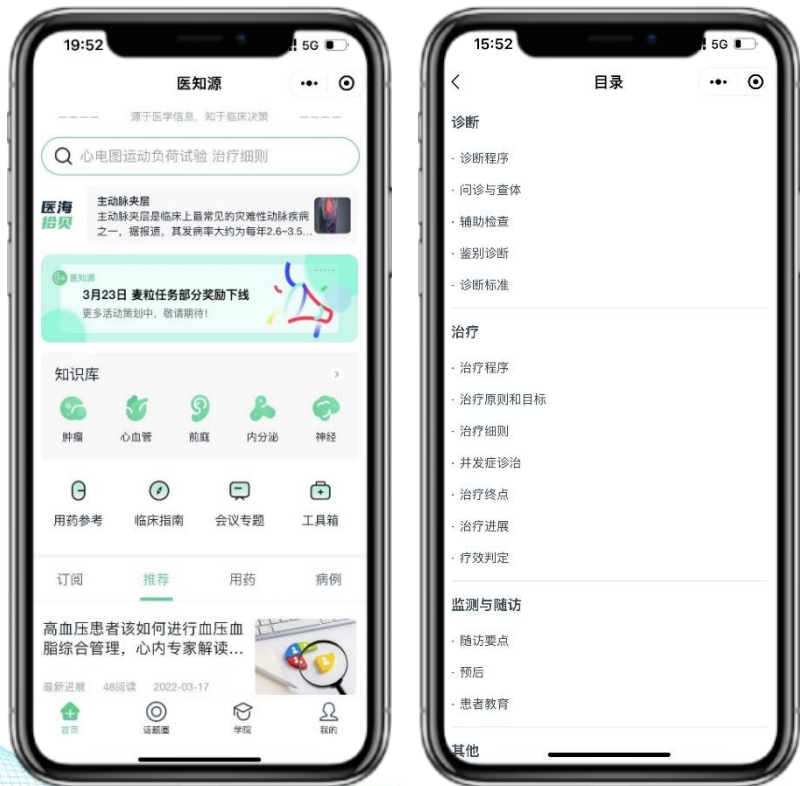 19:52
5G
医知源
源于医学信息，知于临床决策
心电图运动负荷试验 治疗细则
医海
拾贝
主动脉夹层
主动脉夹层是临床上最常见的灾难性动脉疾病
之一，据报道，其发病率大约为每年2.6~3.5...
医知源
3月23日 麦粒任务部分奖励下线
更多活动策划中，敬请期待！
知识库
肿瘤
心血管
前庭
内分泌
神经
用药参考
临床指南
会议专题
工具箱
订阅
推荐
用药
病例
高血压患者该如何进行血压血
脂综合管理，心内专家解读...
最新进展 48阅读 2022-03-17
首页
话题圈
学院
我的
15:52
5G
目录
诊断
· 诊断程序
· 问诊与查体
· 辅助检查
· 鉴别诊断
· 诊断标准
治疗
· 治疗程序
· 治疗原则和目标
· 治疗细则
· 并发症诊治
· 治疗终点
· 治疗进展
· 疗效判定
监测与随访
· 随访要点
· 预后
· 患者教育
其他